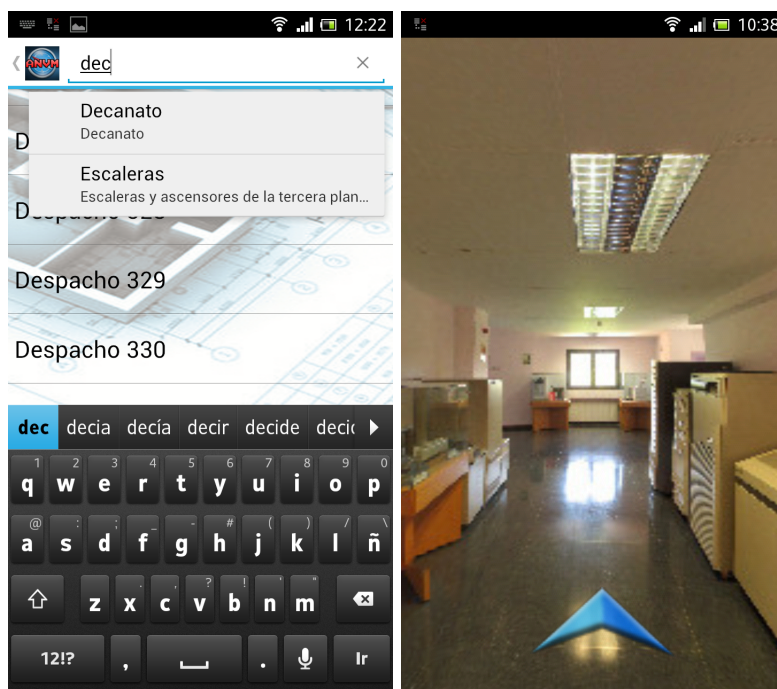 12:22
ANVM
dec
Decanato
Decanato
Escaleras
Escaleras y ascensores de la tercera plan...
Despacho 329
Despacho 330
dec decia decía decir decide
1 2 3 4 5 6 7 8 9 0
q w e r t y u i o p
@ : ; _ - # ( ) / \
a s d f g h j k l ñ
. , ? ! ' "
z x c v b n m
12!? , . Ir
10:38